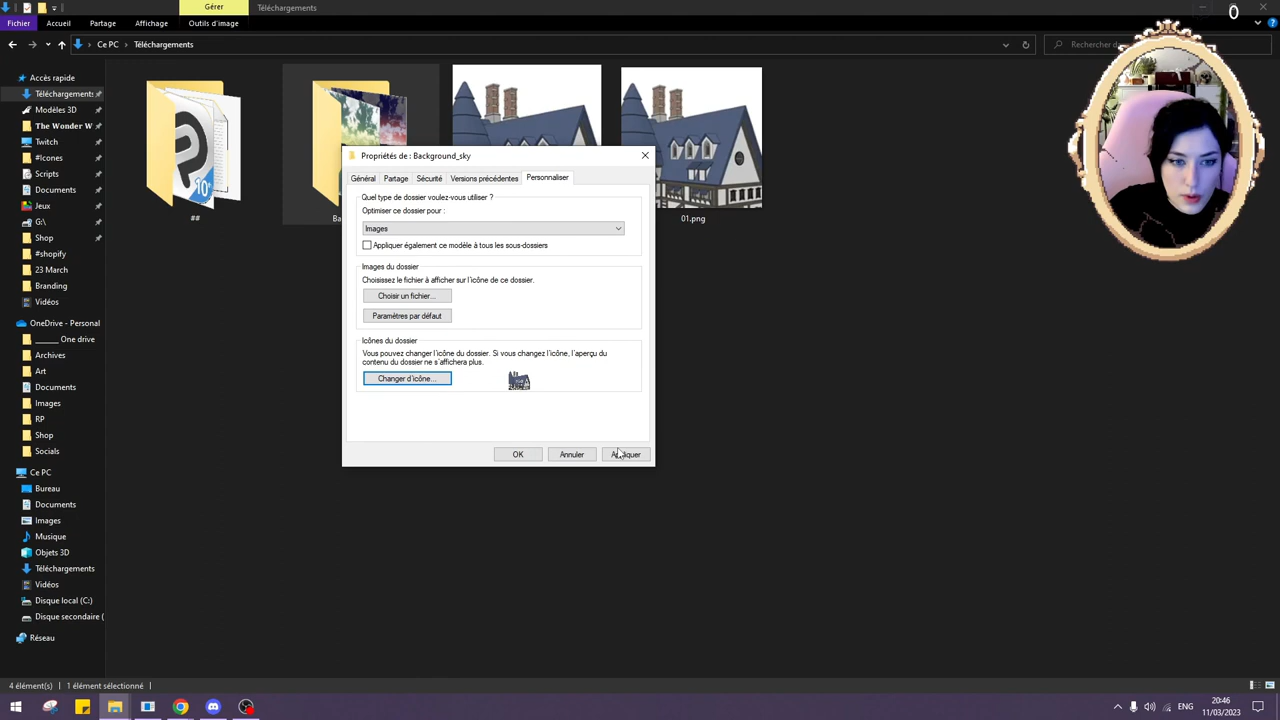 Gérer
Téléchargements
0
Fichier
Accueil
Partage
Affichage
Outils d'image
Ce PC
Téléchargements
Rechercher da
Accès rapide
Téléchargements
Modèles 3D
The Wonder W
Twitch
#Icones
Scripts
Documents
Jeux
G:\
Shop
#shopify
23 March
Branding
Vidéos
OneDrive - Personal
______ One drive
Archives
Art
Documents
Images
RP
Shop
Socials
Ce PC
Bureau
Documents
Images
Musique
Objets 3D
Téléchargements
Vidéos
Disque local (C:)
Disque secondaire (
Réseau
10+
##
Ba
01.png
Propriétés de : Background_sky
Général
Partage
Sécurité
Versions précédentes
Personnaliser
Quel type de dossier voulez-vous utiliser ?
Optimiser ce dossier pour :
Images
Appliquer également ce modèle à tous les sous-dossiers
Images du dossier
Choisissez le fichier à afficher sur l'icône de ce dossier.
Choisir un fichier...
Paramètres par défaut
Icônes du dossier
Vous pouvez changer l'icône du dossier. Si vous changez l'icône, l'aperçu du
contenu du dossier ne s'affichera plus.
Changer d'icône...
OK
Annuler
Appliquer
4 élément(s)
1 élément sélectionné
ENG
20:46
11/03/2023